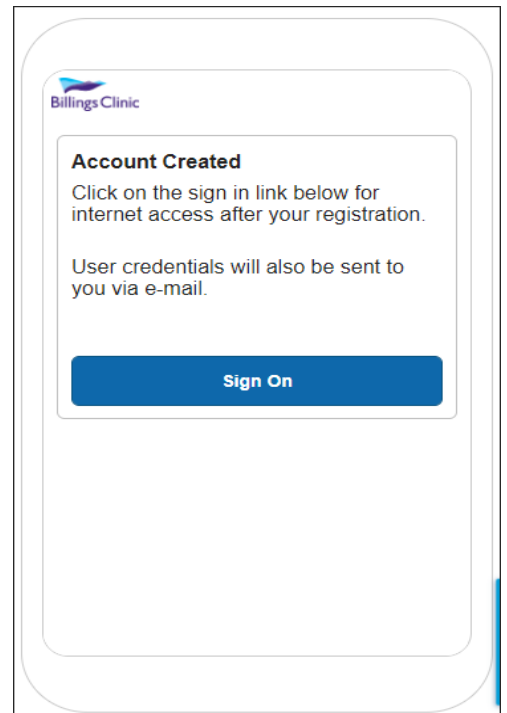 Billings Clinic
Account Created
Click on the sign in link below for
internet access after your registration.
User credentials will also be sent to
you via e-mail.
Sign On